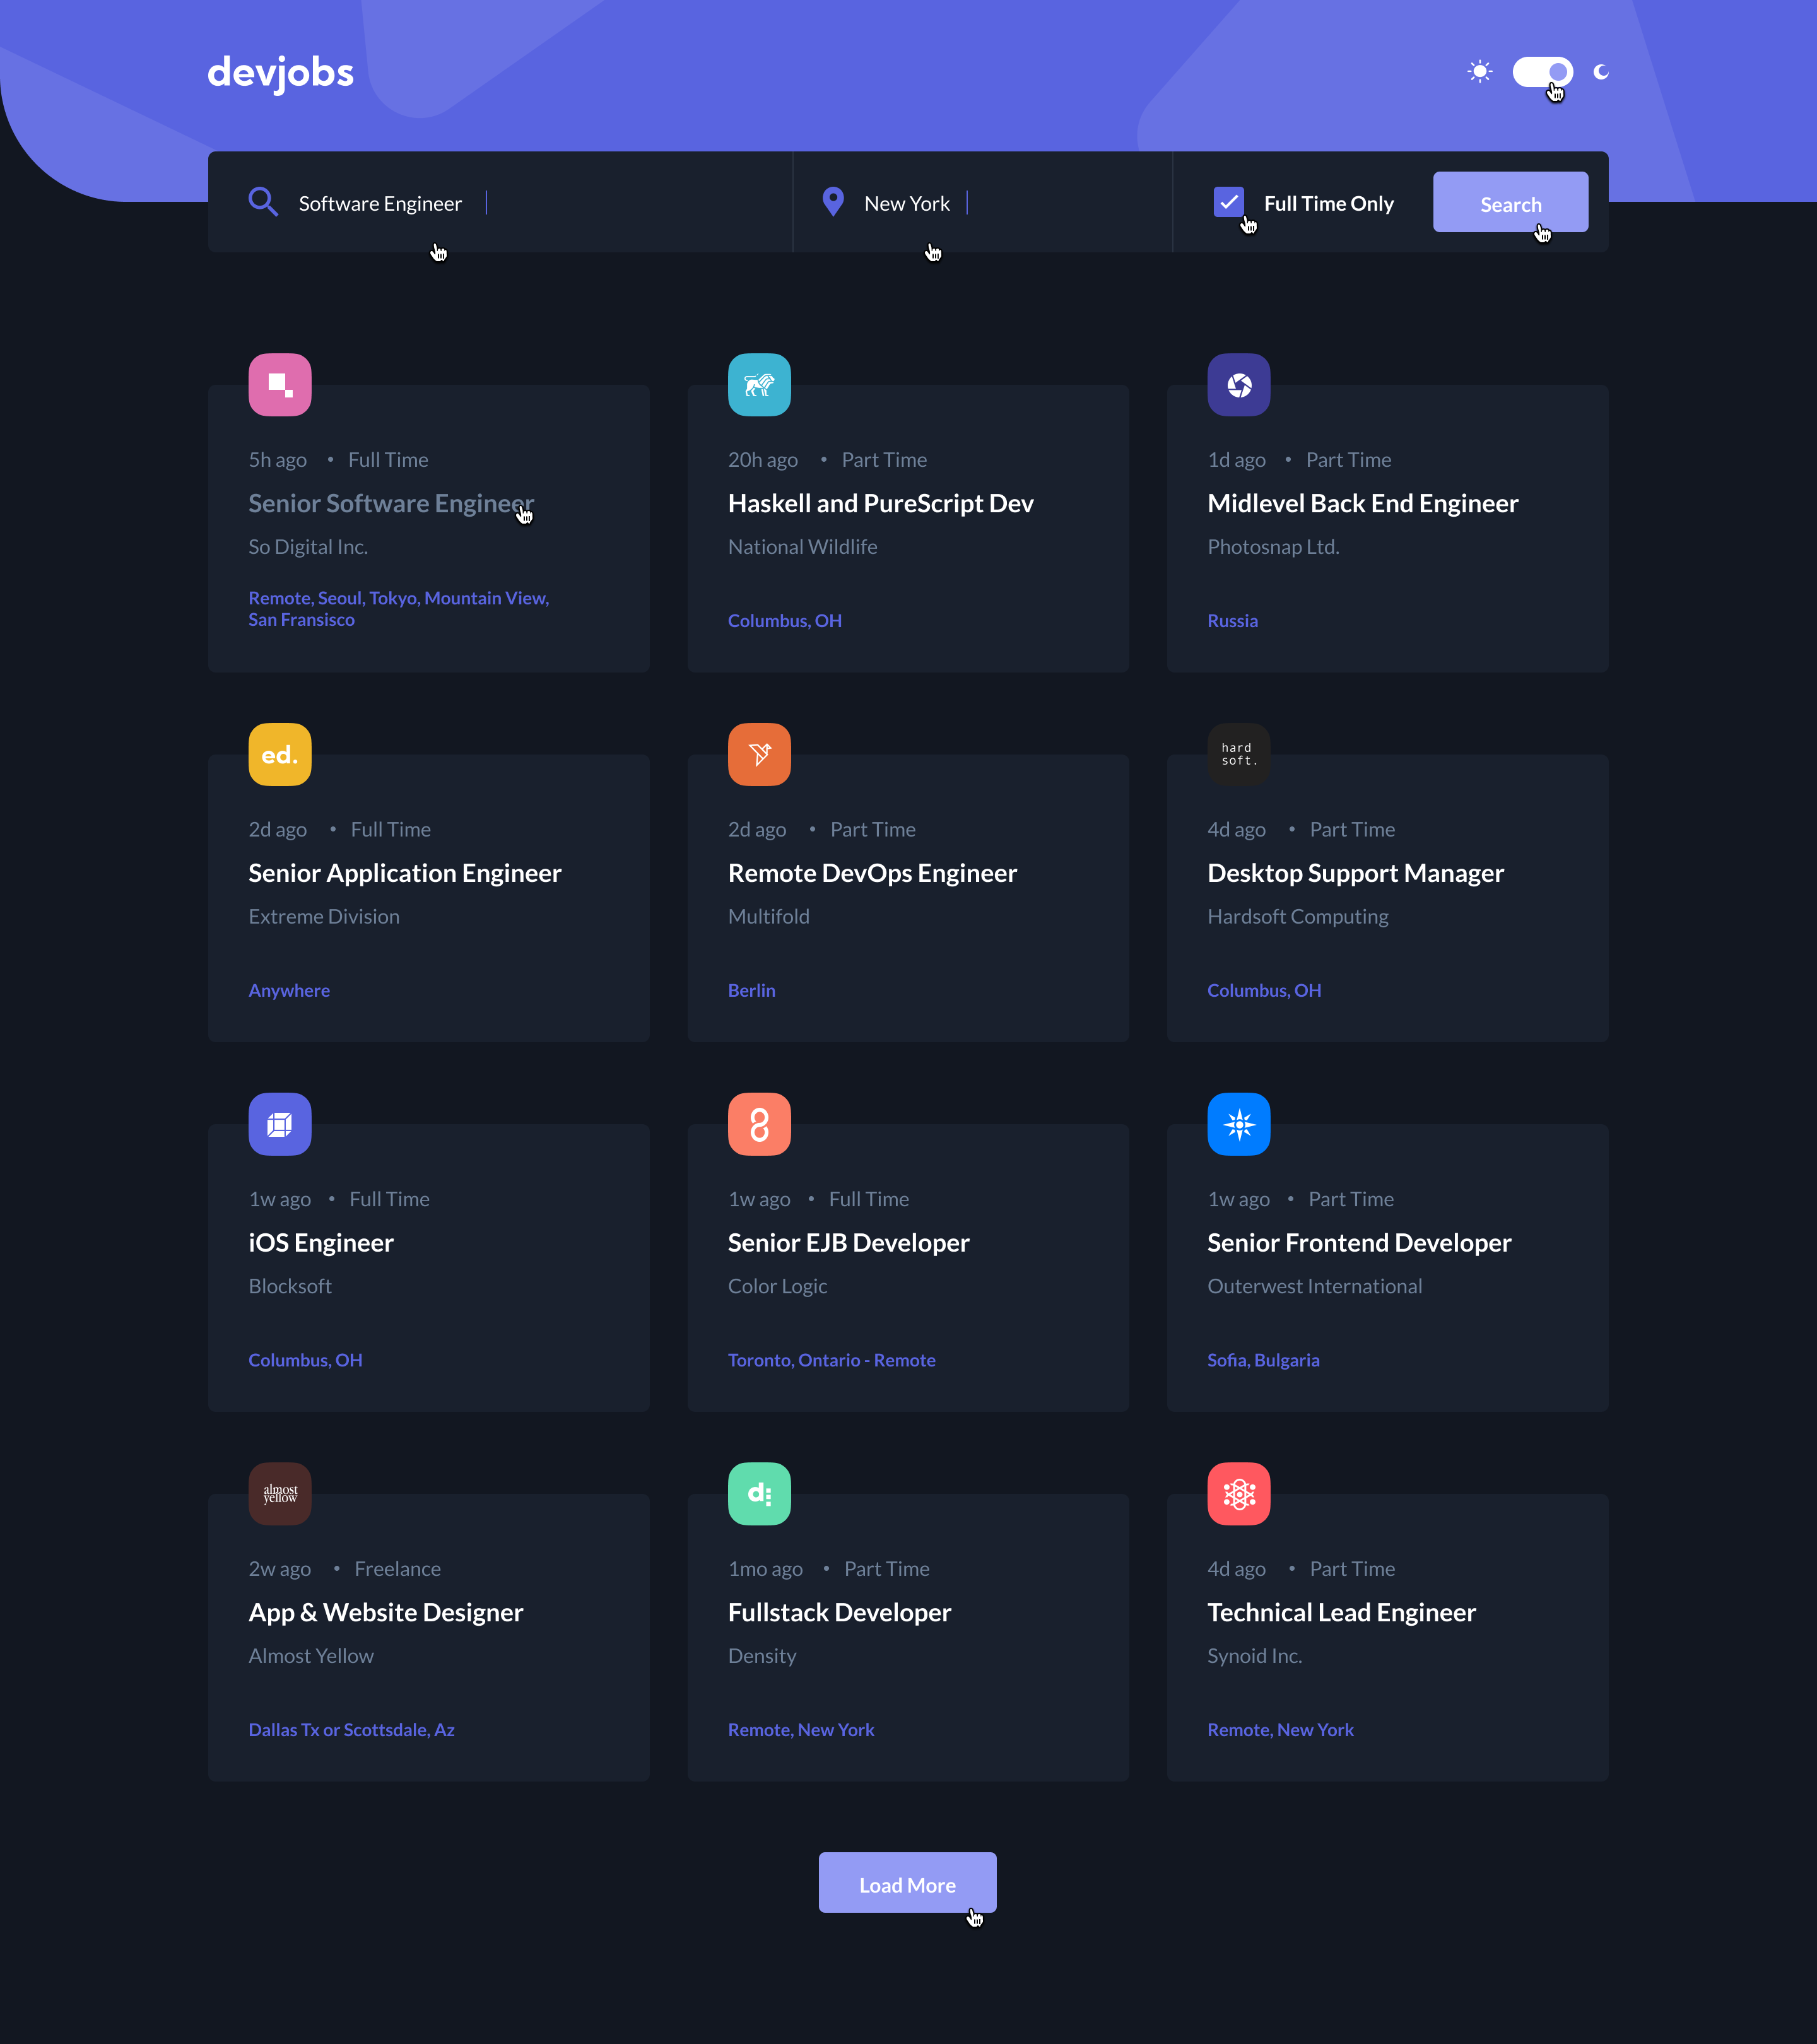 devjobs
Software Engineer
New York
Full Time Only
Search
5h ago • Full Time
Senior Software Engineer
So Digital Inc.
Remote, Seoul, Tokyo, Mountain View,
San Fransisco
20h ago • Part Time
Haskell and PureScript Dev
National Wildlife
Columbus, OH
1d ago • Part Time
Midlevel Back End Engineer
Photosnap Ltd.
Russia
ed.
2d ago • Full Time
Senior Application Engineer
Extreme Division
Anywhere
2d ago • Part Time
Remote DevOps Engineer
Multifold
Berlin
hard
soft.
4d ago • Part Time
Desktop Support Manager
Hardsoft Computing
Columbus, OH
1w ago • Full Time
iOS Engineer
Blocksoft
Columbus, OH
1w ago • Full Time
Senior EJB Developer
Color Logic
Toronto, Ontario - Remote
1w ago • Part Time
Senior Frontend Developer
Outerwest International
Sofia, Bulgaria
almost
yellow
2w ago • Freelance
App & Website Designer
Almost Yellow
Dallas Tx or Scottsdale, Az
d:
1mo ago • Part Time
Fullstack Developer
Density
Remote, New York
4d ago • Part Time
Technical Lead Engineer
Synoid Inc.
Remote, New York
Load More